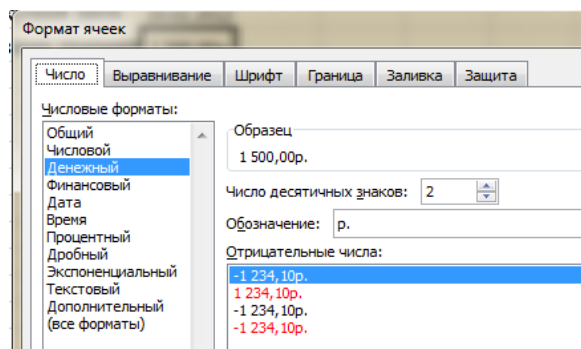 Формат ячеек
Число Выравнивание Шрифт Граница Заливка Защита
Числовые форматы:
Общий
Числовой
Денежный
Финансовый
Дата
Время
Процентный
Дробный
Экспоненциальный
Текстовый
Дополнительный
(все форматы)
Образец
1 500,00р.
Число десятичных знаков: 2
Обозначение: р.
Отрицательные числа:
-1 234,10р.
1 234,10р.
-1 234,10р.
-1 234,10р.